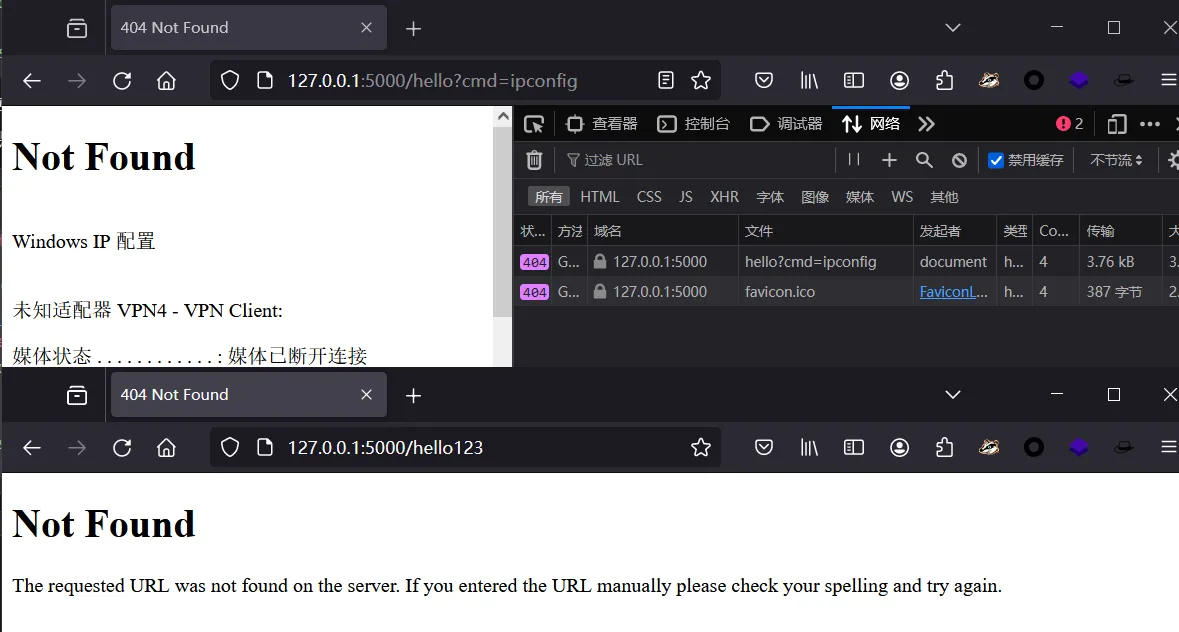 404 Not Found
127.0.0.1:5000/hello?cmd=ipconfig
Not Found
Windows IP 配置
未知适配器 VPN4 - VPN Client:
媒体状态 . . . . . . . . . . . . : 媒体已断开连接
查看器 控制台 调试器 网络 2
过滤 URL 禁用缓存 不节流
所有 HTML CSS JS XHR 字体 图像 媒体 WS 其他
状... 方法 域名 文件 发起者 类型 Co... 传输 大
404 G... 127.0.0.1:5000 hello?cmd=ipconfig document h... 4 3.76 kB 3.
404 G... 127.0.0.1:5000 favicon.ico FaviconL... h... 4 387 字节 2.
404 Not Found
127.0.0.1:5000/hello123
Not Found
The requested URL was not found on the server. If you entered the URL manually please check your spelling and try again.